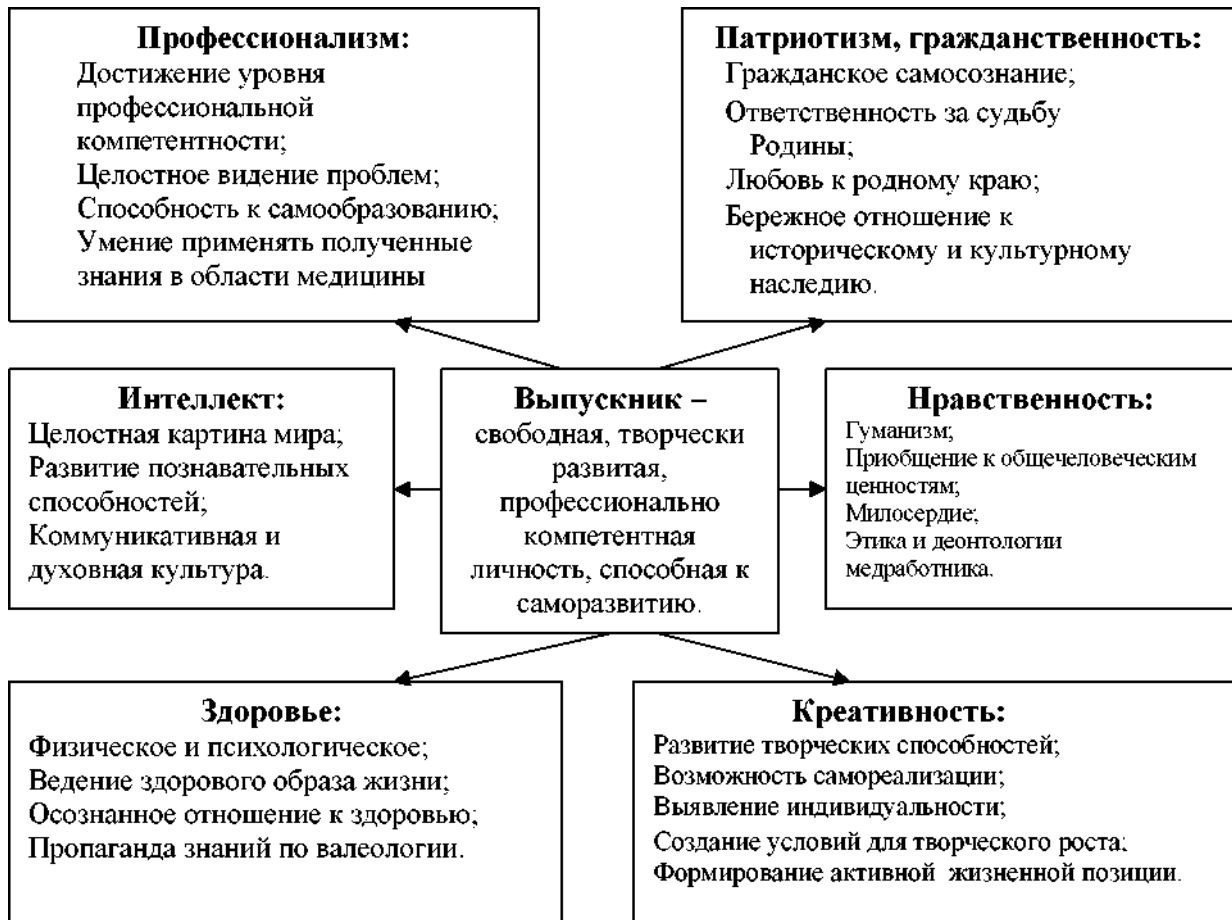 Профессионализм:
Достижение уровня
профессиональной
компетентности;
Целостное видение проблем;
Способность к самообразованию;
Умение применять полученные
знания в области медицины
Патриотизм, гражданственность:
Гражданское самосознание;
Ответственность за судьбу
Родины;
Любовь к родному краю;
Бережное отношение к
историческому и культурному
наследию.
Интеллект:
Целостная картина мира;
Развитие познавательных
способностей;
Коммуникативная и
духовная культура.
Выпускник –
свободная, творчески
развитая,
профессионально
компетентная
личность, способная к
саморазвитию.
Нравственность:
Гуманизм;
Приобщение к общечеловеческим
ценностям;
Милосердие;
Этика и деонтологии
медработника.
Здоровье:
Физическое и психологическое;
Ведение здорового образа жизни;
Осознанное отношение к здоровью;
Пропаганда знаний по валеологии.
Креативность:
Развитие творческих способностей;
Возможность самореализации;
Выявление индивидуальности;
Создание условий для творческого роста;
Формирование активной жизненной позиции.